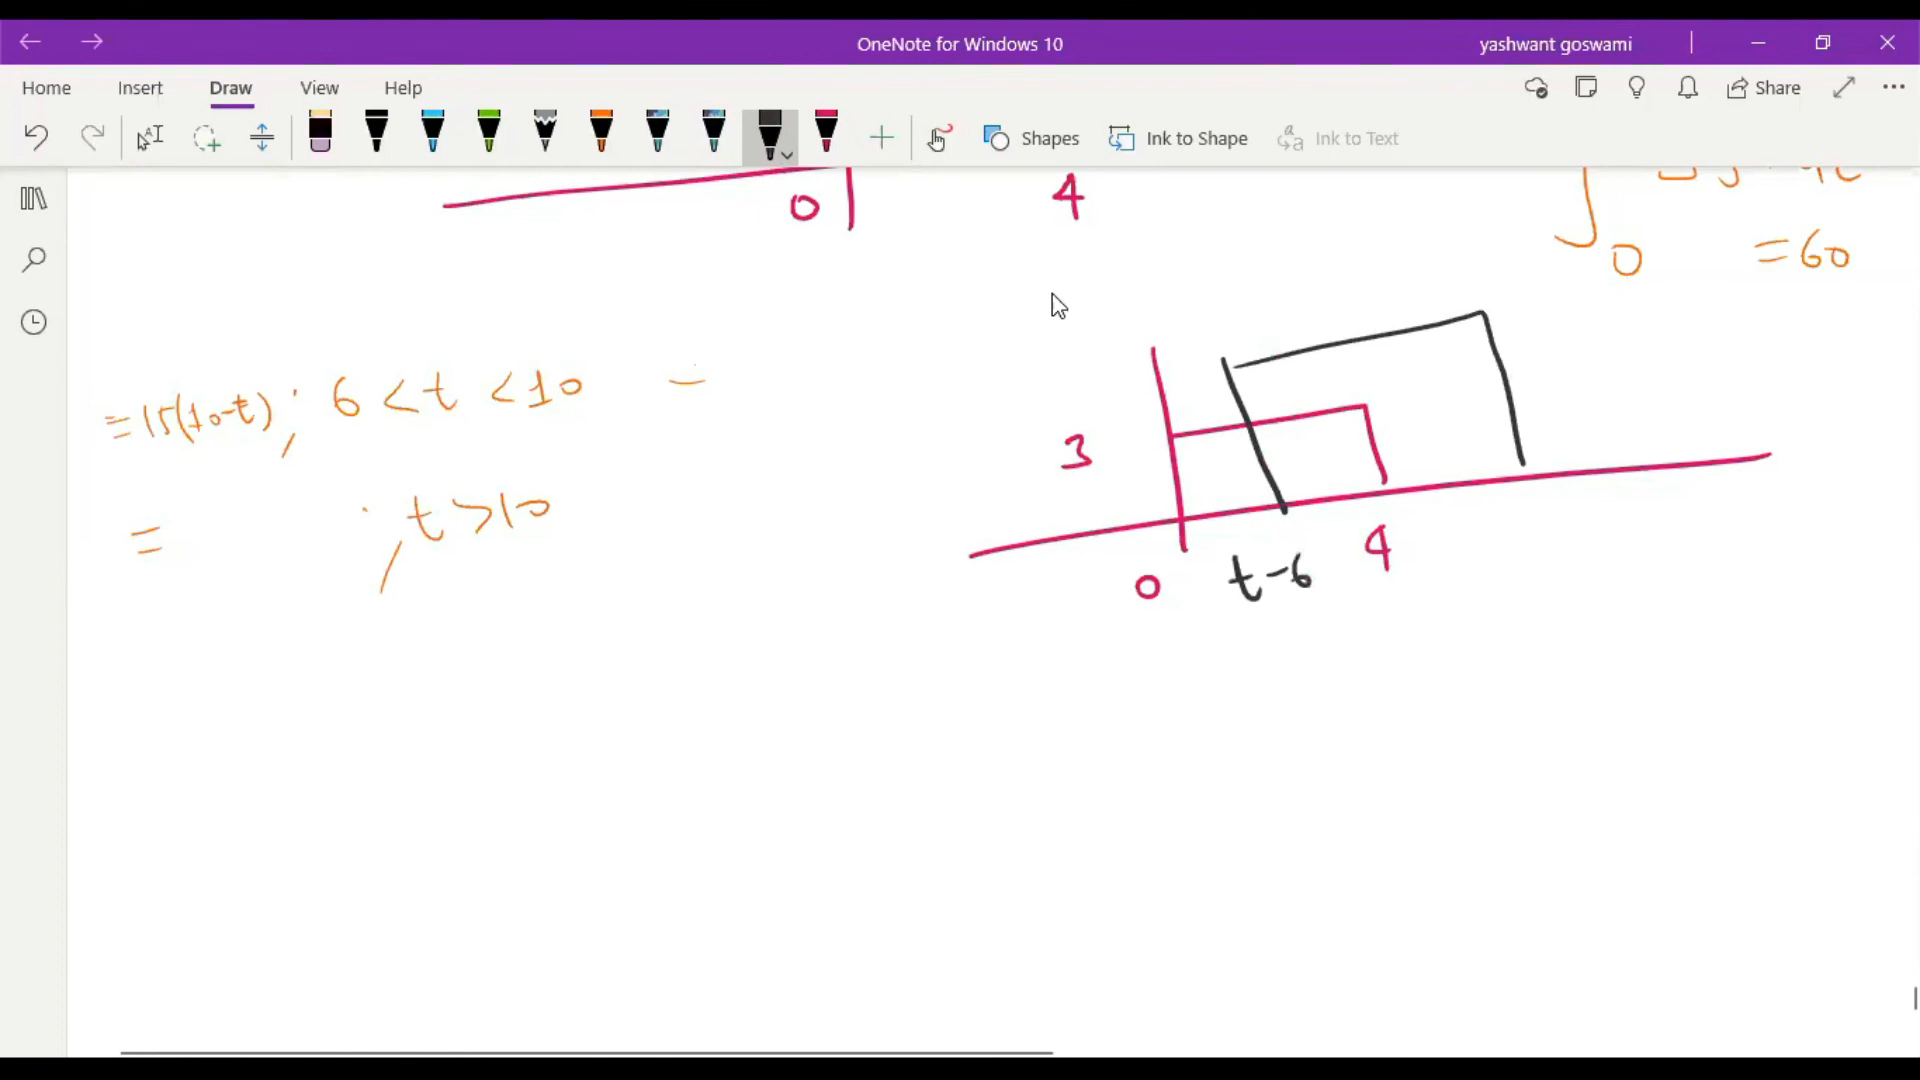 OneNote for Windows 10
yashwant goswami
Home Insert Draw View Help
Share
Shapes Ink to Shape Ink to Text
0 4
∫0
=60
=15(10-t); 6<t<10 =
3
= ; t>10
0 t-6 4